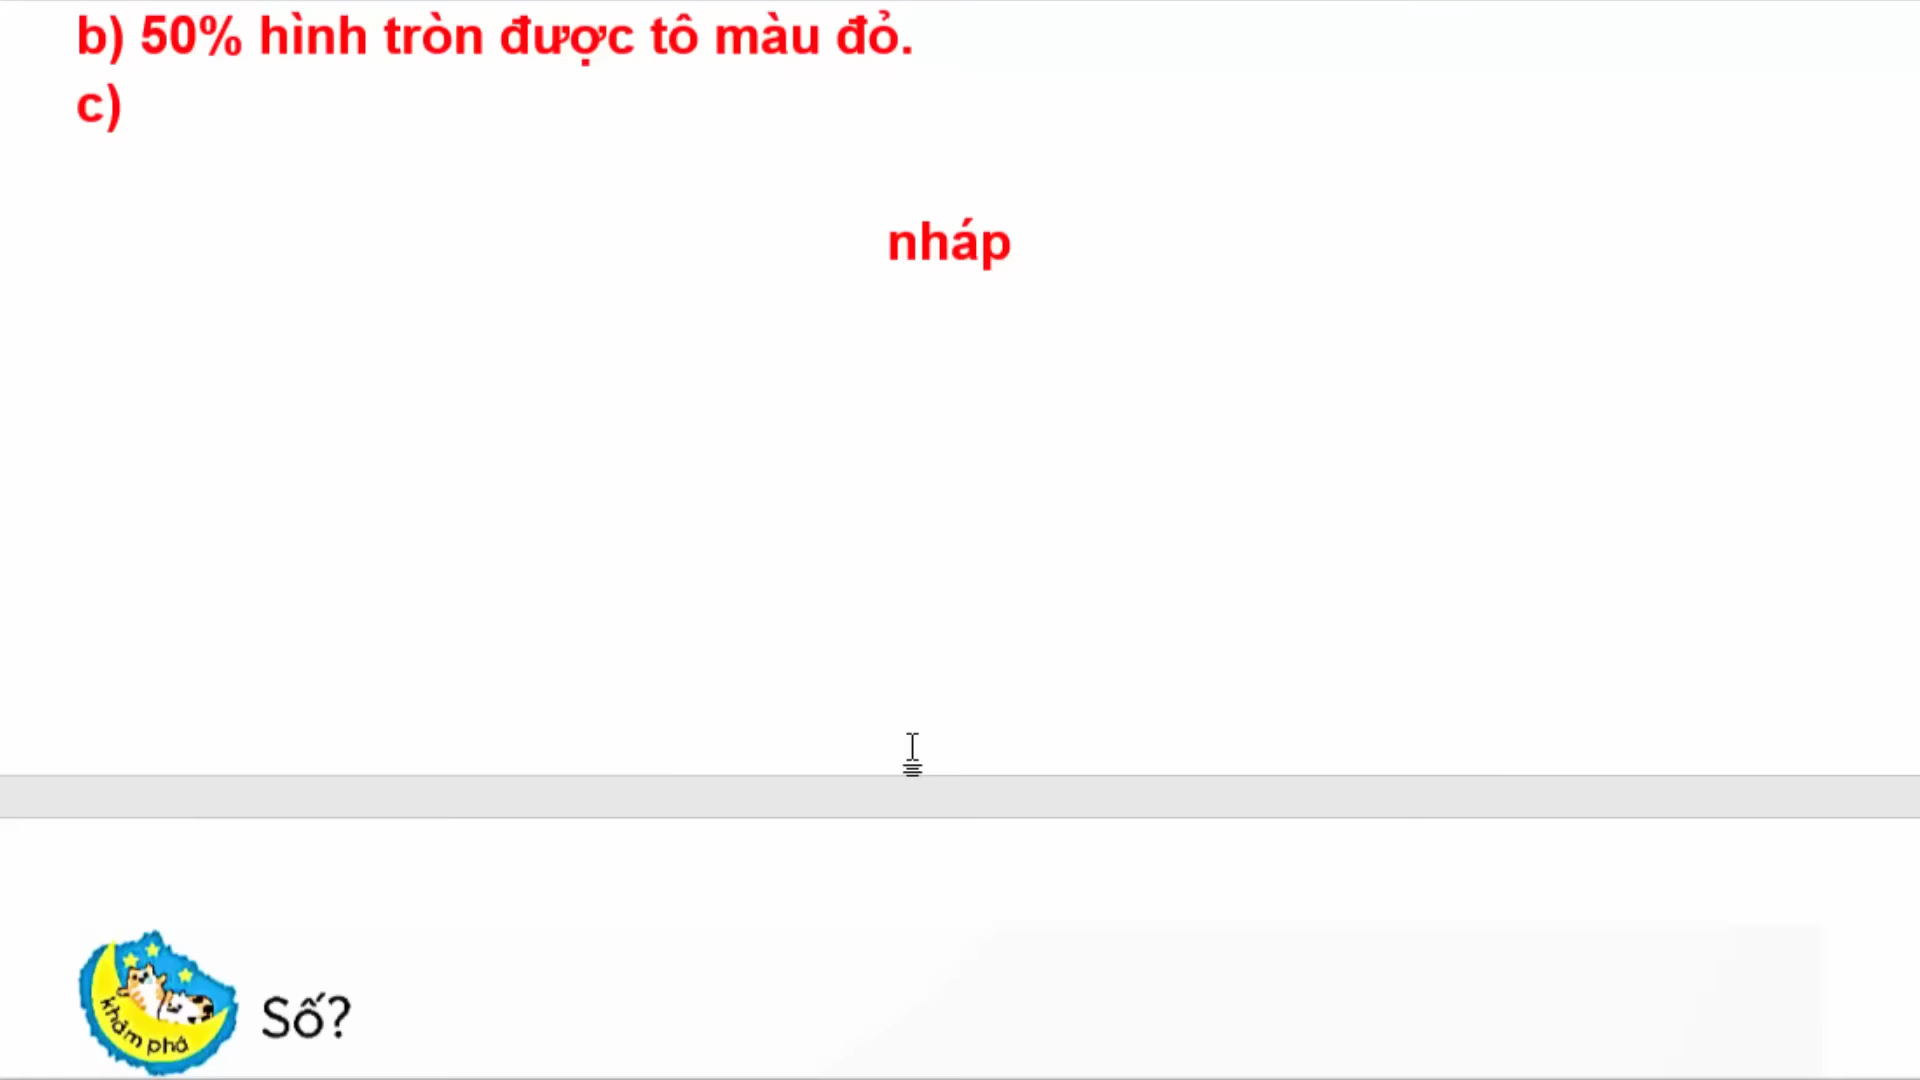 b) 50% hình tròn được tô màu đỏ.
c)
nháp
khám phá
Số?